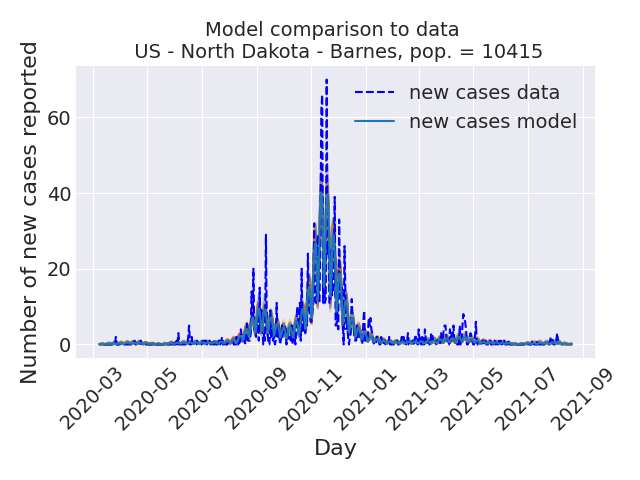 Model comparison to data
US - North Dakota - Barnes, pop. = 10415
Number of new cases reported
60
40
20
0
new cases data
new cases model
2020-03
2020-05
2020-07
2020-09
2020-11
2021-01
2021-03
2021-05
2021-07
2021-09
Day